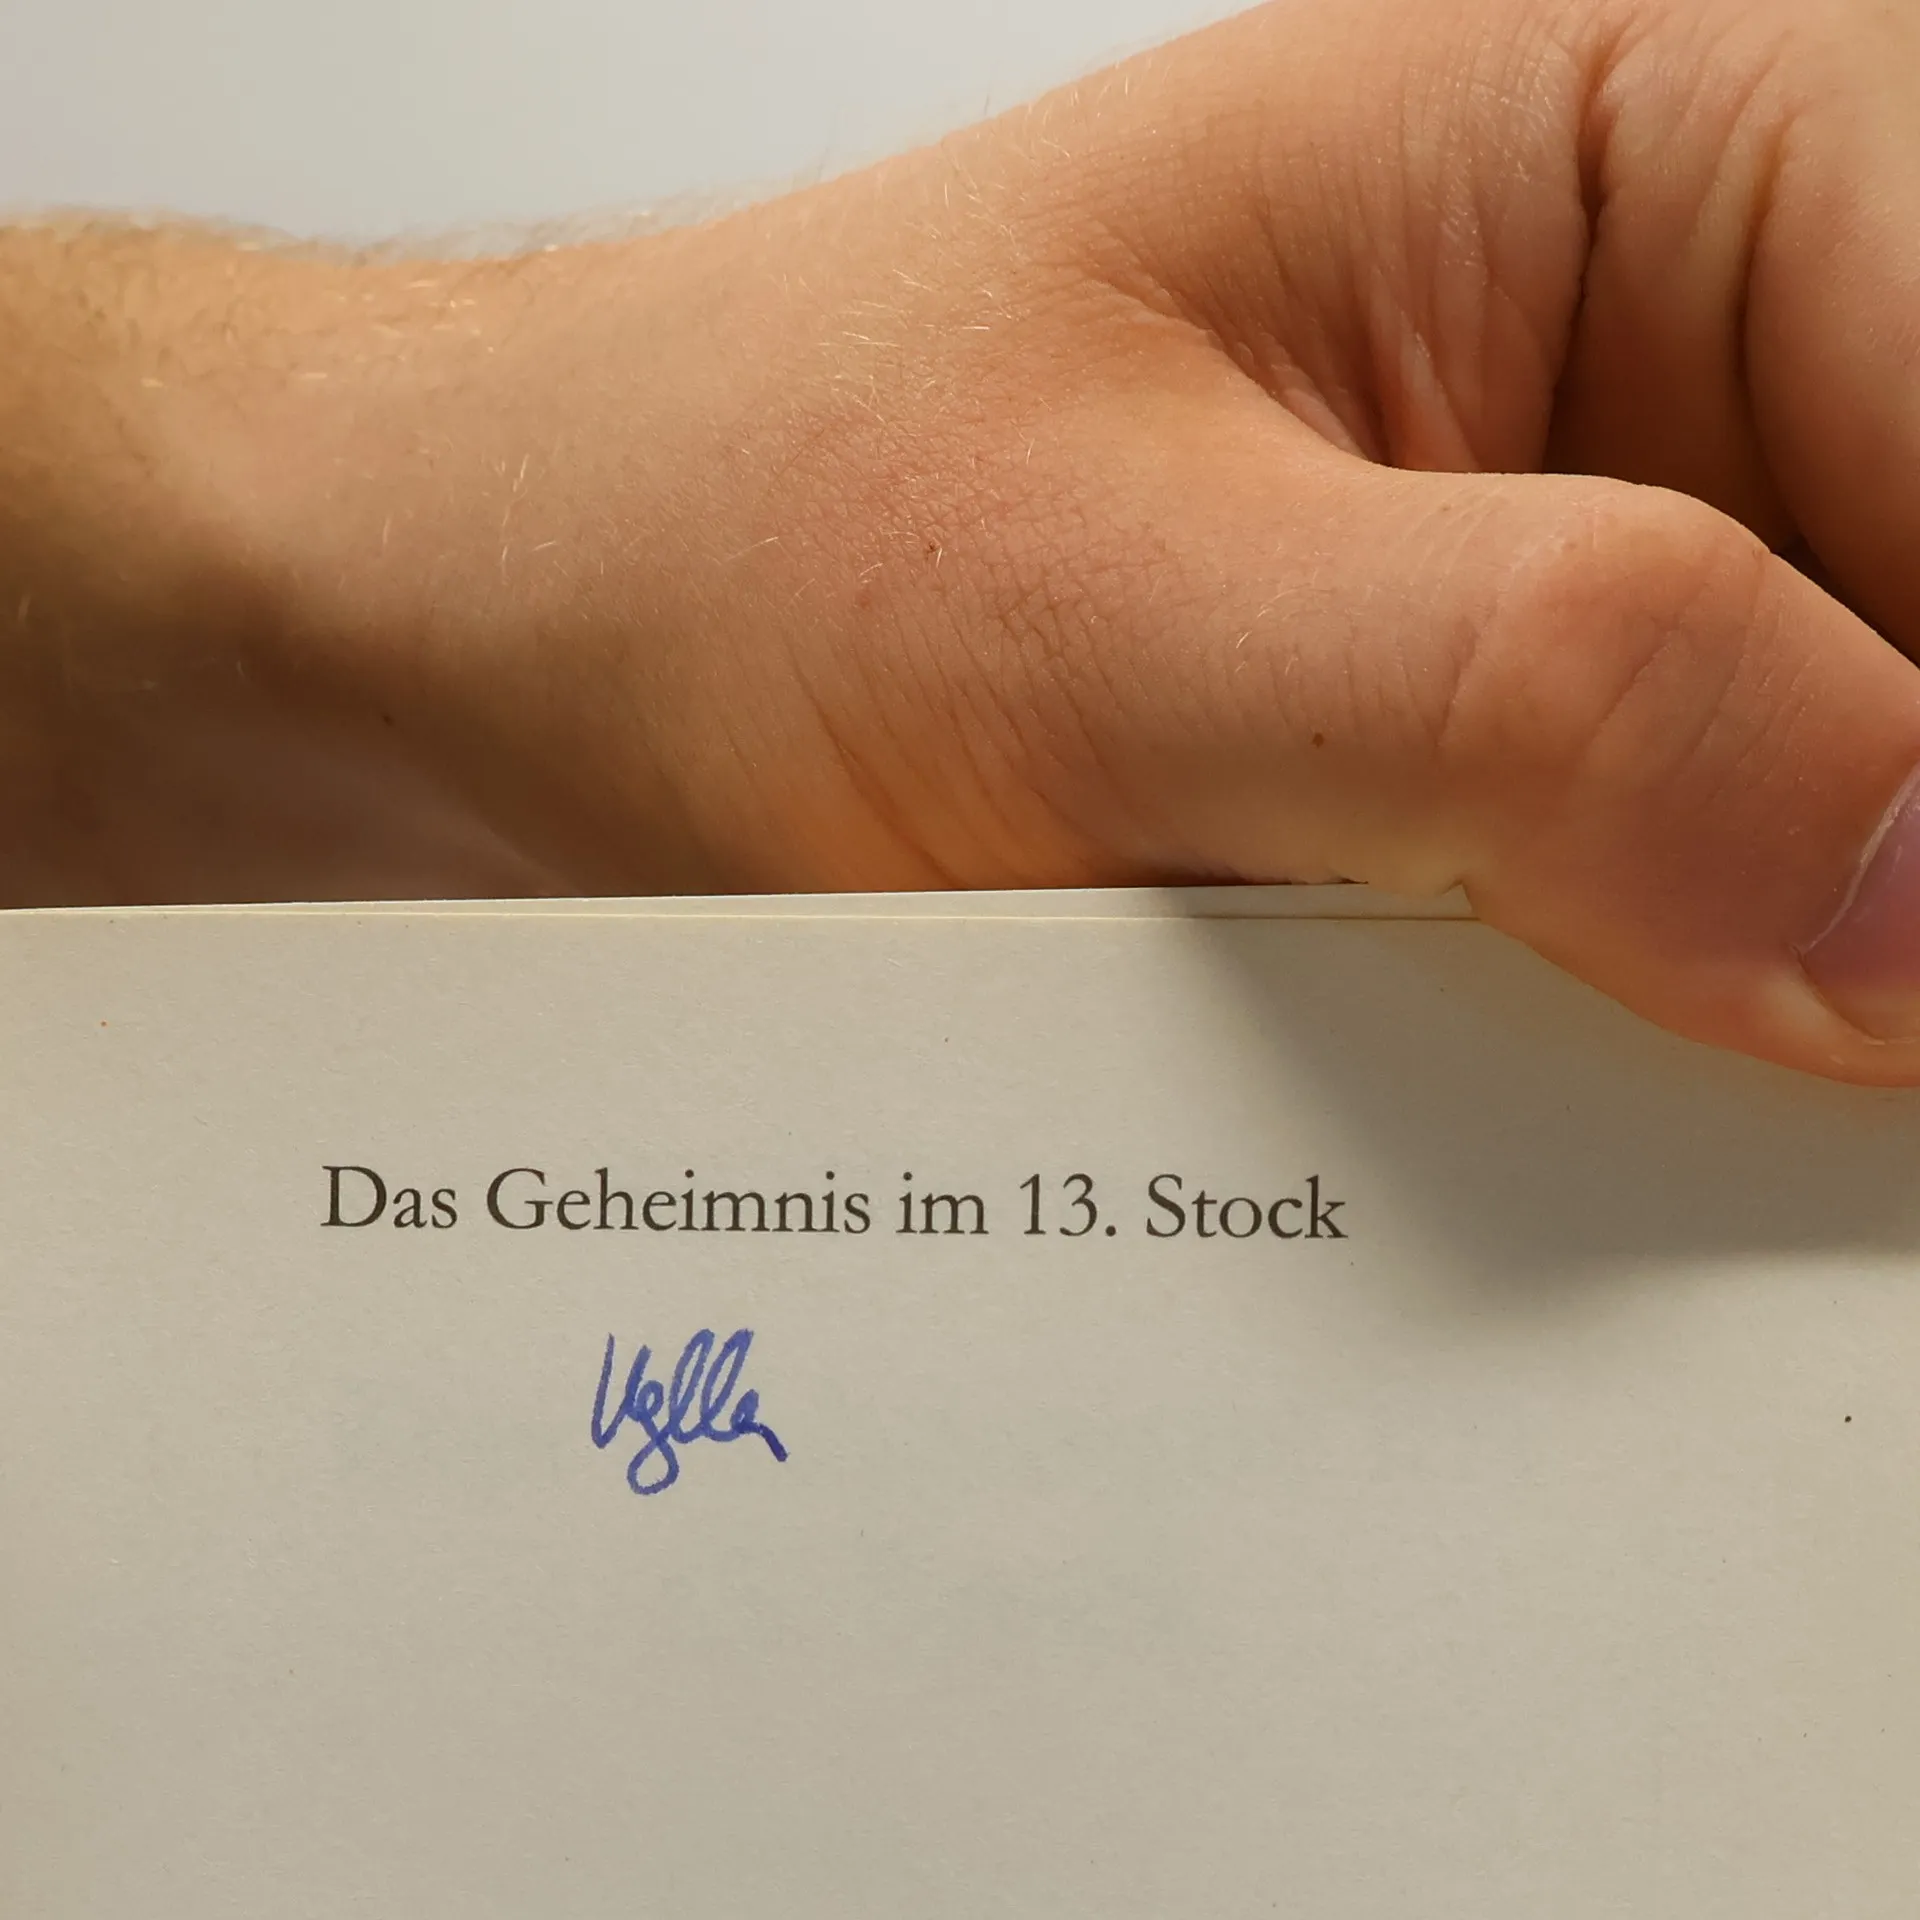 Das Geheimnis im 13. Stock